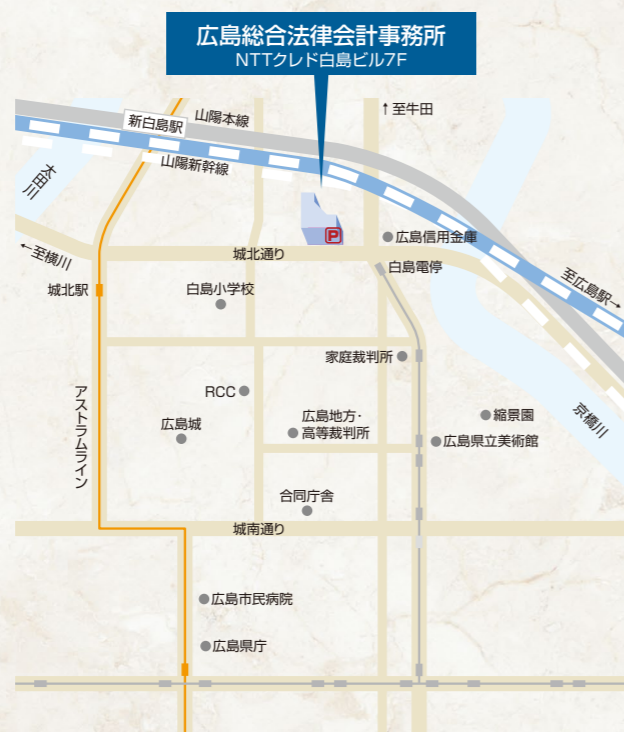 広島総合法律会計事務所
NTTクレド白島ビル7F
↑至牛田
新白島駅
山陽本線
山陽新幹線
太田川
P
広島信用金庫
←至横川
城北通り
白島電停
至広島駅→
城北駅
白島小学校
家庭裁判所
RCC
アストラムライン
広島城
広島地方・
高等裁判所
縮景園
京橋川
広島県立美術館
合同庁舎
城南通り
広島市民病院
広島県庁